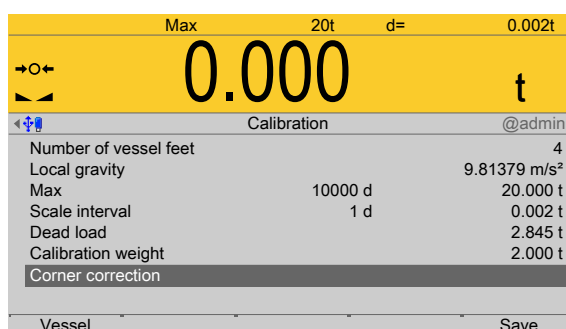 Max 20t d= 0.002t
→O← 0.000 t
Calibration @admin
Number of vessel feet 4
Local gravity 9.81379 m/s²
Max 10000 d 20.000 t
Scale interval 1 d 0.002 t
Dead load 2.845 t
Calibration weight 2.000 t
Corner correction
Vessel Save